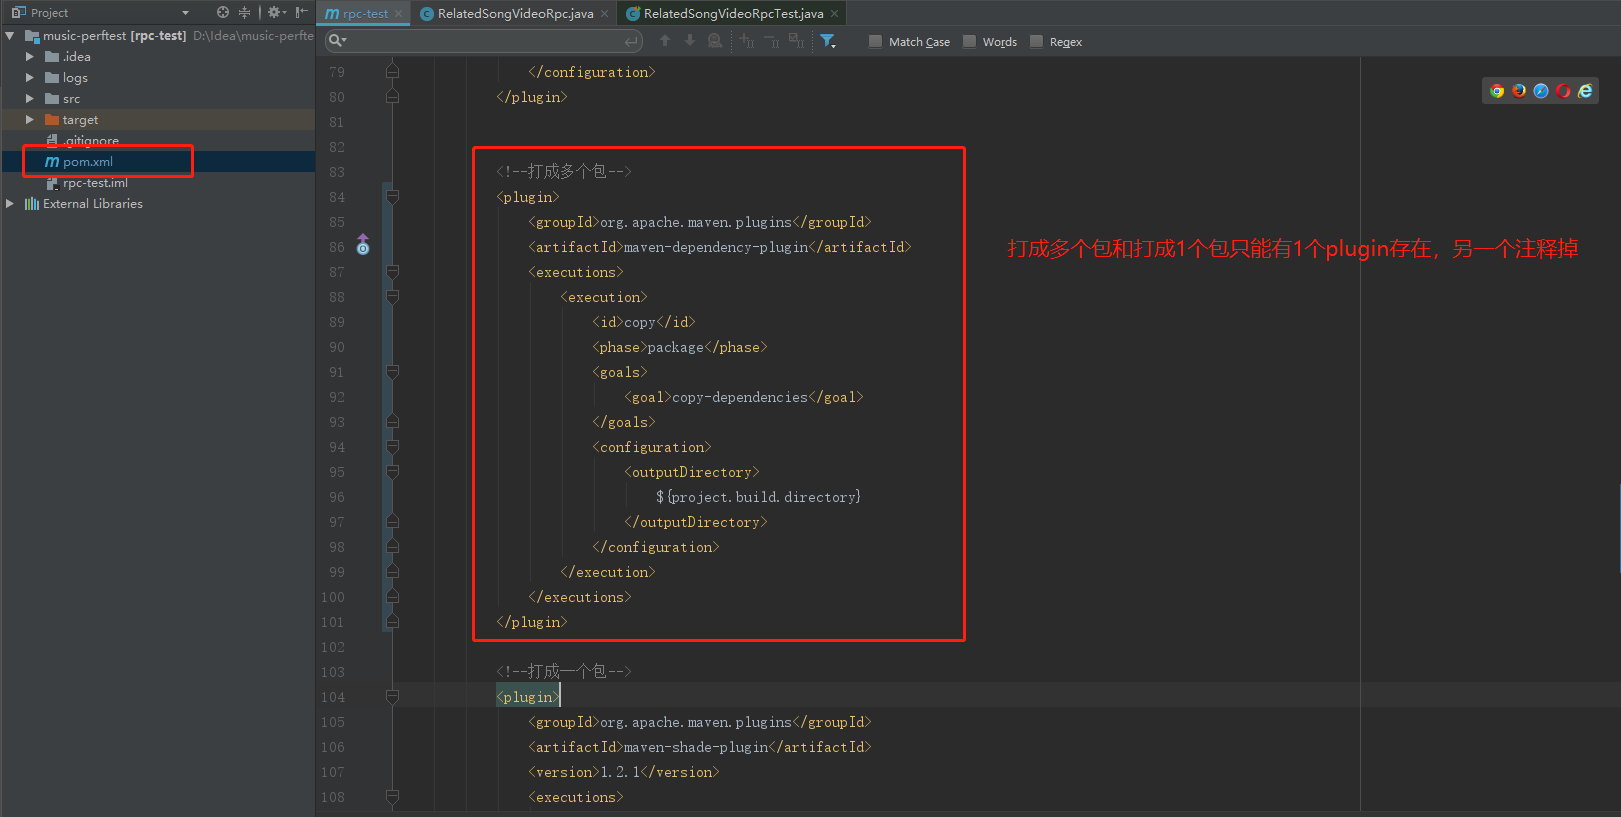 Project
rpc-test
RelatedSongVideoRpc.java
RelatedSongVideoRpcTest.java
music-perftest [rpc-test] D:\Idea\music-perfte
.idea
logs
src
target
.gitignore
pom.xml
rpc-test.iml
External Libraries
Match Case
Words
Regex
79 </configuration>
80 </plugin>
81
82
83 <!--打成多个包-->
84 <plugin>
85 <groupId>org.apache.maven.plugins</groupId>
86 <artifactId>maven-dependency-plugin</artifactId>
87 <executions>
88 <execution>
89 <id>copy</id>
90 <phase>package</phase>
91 <goals>
92 <goal>copy-dependencies</goal>
93 </goals>
94 <configuration>
95 <outputDirectory>
96 ${project.build.directory}
97 </outputDirectory>
98 </configuration>
99 </execution>
100 </executions>
101 </plugin>
102
103 <!--打成一个包-->
104 <plugin>
105 <groupId>org.apache.maven.plugins</groupId>
106 <artifactId>maven-shade-plugin</artifactId>
107 <version>1.2.1</version>
108 <executions>
打成多个包和打成1个包只能有1个plugin存在，另一个注释掉